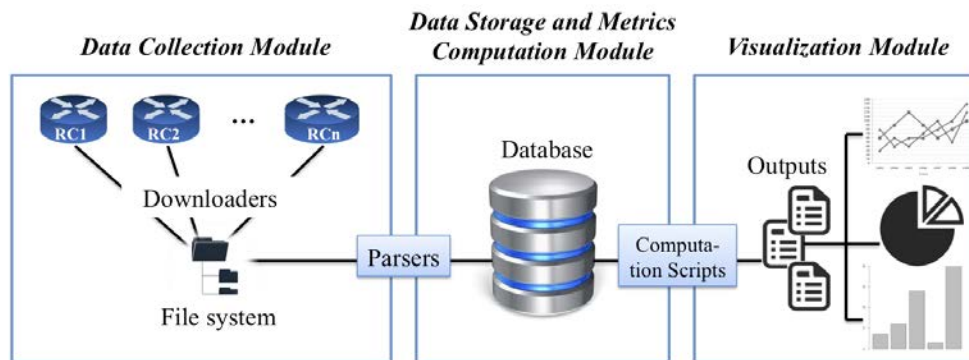 Data Collection Module
Data Storage and Metrics
Computation Module
Visualization Module
RC1
RC2
...
RCn
Downloaders
File system
Parsers
Database
Computa-
tion Scripts
Outputs